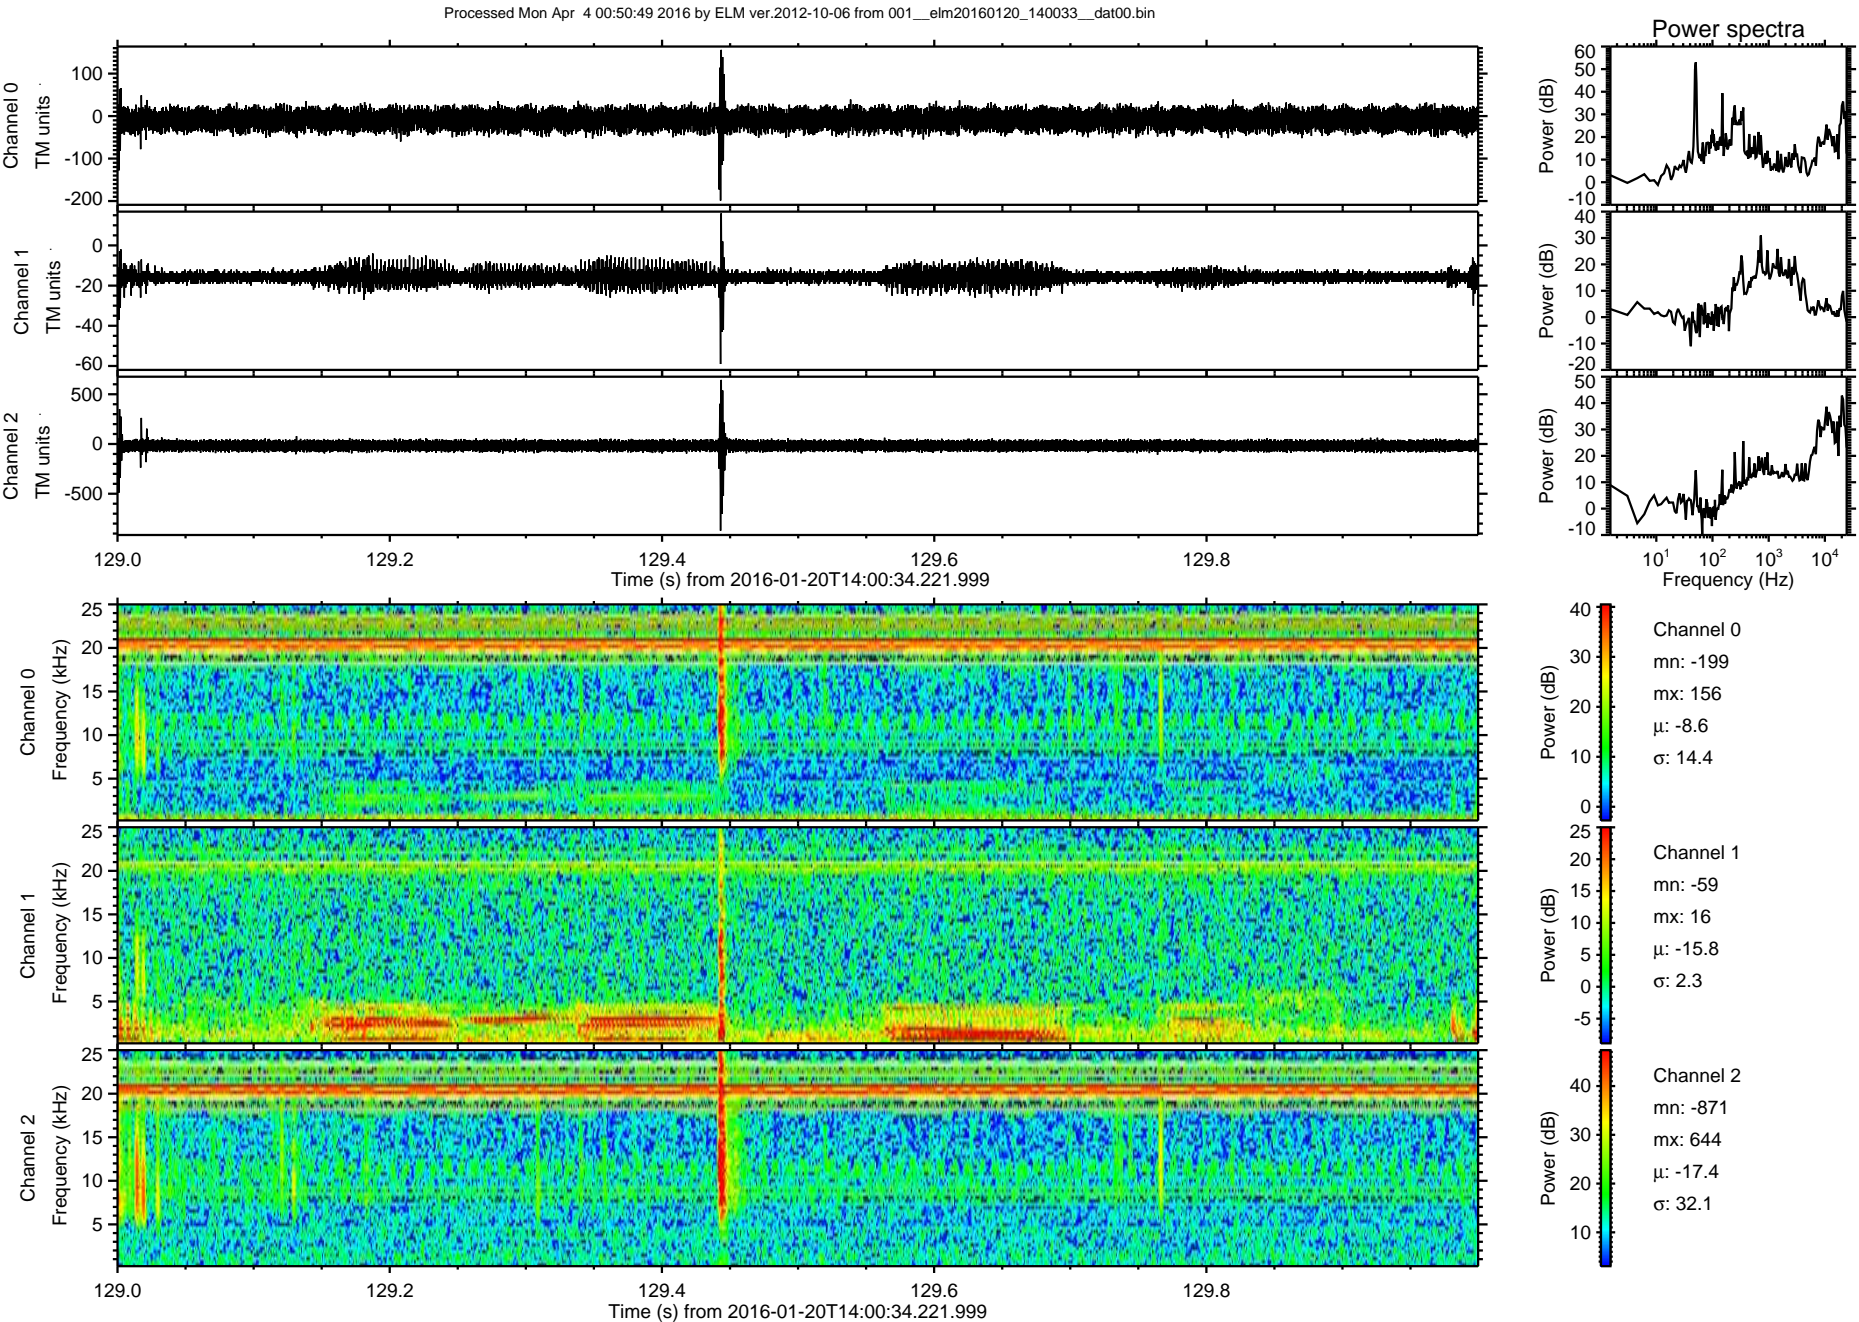 Processed Mon Apr  4 00:50:49 2016 by ELM ver.2012-10-06 from 001__elm20160120_140033__dat00.bin
Power spectra
Channel 0
TM units
100
0
-100
-200
Power (dB)
60
50
40
30
20
10
0
-10
Channel 1
TM units
0
-20
-40
-60
Power (dB)
40
30
20
10
0
-10
-20
Channel 2
TM units
500
0
-500
Power (dB)
50
40
30
20
10
0
-10
129.0 129.2 129.4 129.6 129.8
Time (s) from 2016-01-20T14:00:34.221.999
10^1 10^2 10^3 10^4
Frequency (Hz)
Channel 0
Frequency (kHz)
25
20
15
10
5
Power (dB)
40
30
20
10
0
Channel 0
mn: -199
mx: 156
μ: -8.6
σ: 14.4
Channel 1
Frequency (kHz)
25
20
15
10
5
Power (dB)
25
20
15
10
5
0
-5
Channel 1
mn: -59
mx: 16
μ: -15.8
σ: 2.3
Channel 2
Frequency (kHz)
25
20
15
10
5
Power (dB)
40
30
20
10
Channel 2
mn: -871
mx: 644
μ: -17.4
σ: 32.1
129.0 129.2 129.4 129.6 129.8
Time (s) from 2016-01-20T14:00:34.221.999